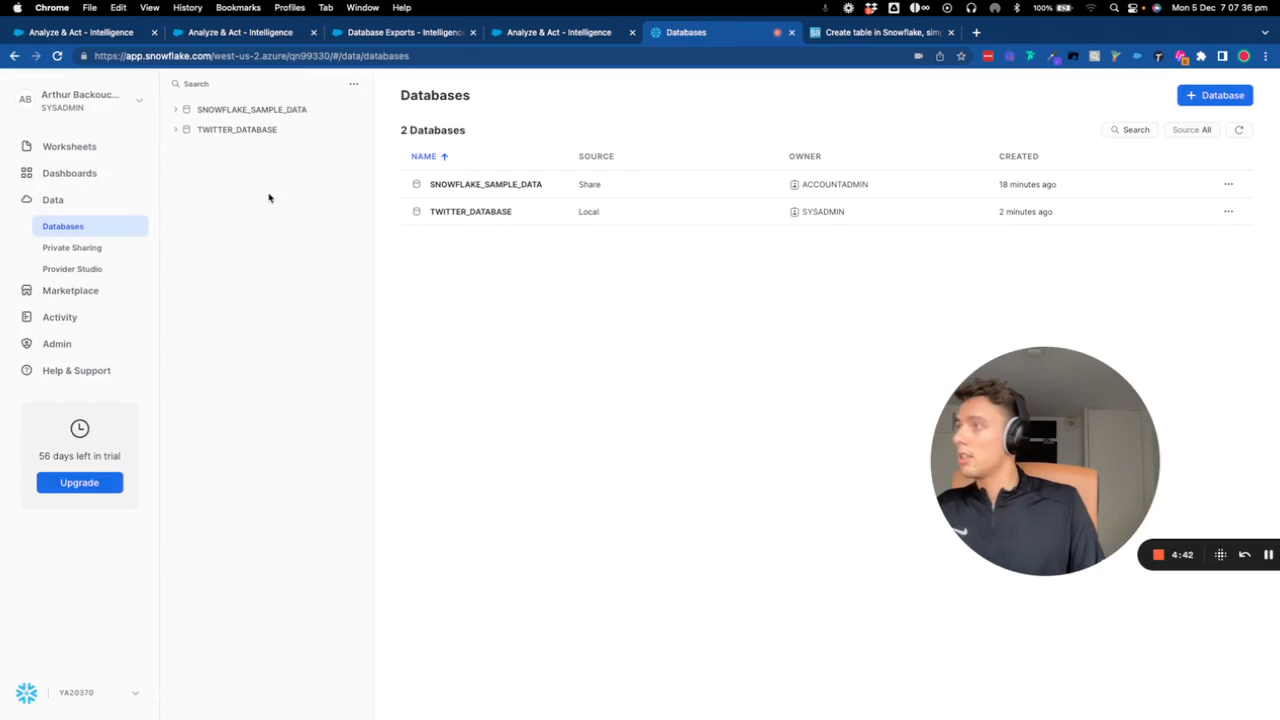 Chrome File Edit View History Bookmarks Profiles Tab Window Help 100% Mon 5 Dec 7 07 36 pm
Analyze & Act - Intelligence
Analyze & Act - Intelligence
Database Exports - Intelligence
Analyze & Act - Intelligence
Databases
Create table in Snowflake, sim
https://app.snowflake.com/west-us-2.azure/qn99330/#/data/databases
AB
Arthur Backouc...
SYSADMIN
Worksheets
Dashboards
Data
Databases
Private Sharing
Provider Studio
Marketplace
Activity
Admin
Help & Support
56 days left in trial
Upgrade
YA20370
Search
SNOWFLAKE_SAMPLE_DATA
TWITTER_DATABASE
Databases
+ Database
2 Databases
Search
Source All
NAME SOURCE OWNER CREATED
SNOWFLAKE_SAMPLE_DATA Share ACCOUNTADMIN 18 minutes ago
TWITTER_DATABASE Local SYSADMIN 2 minutes ago
4:42